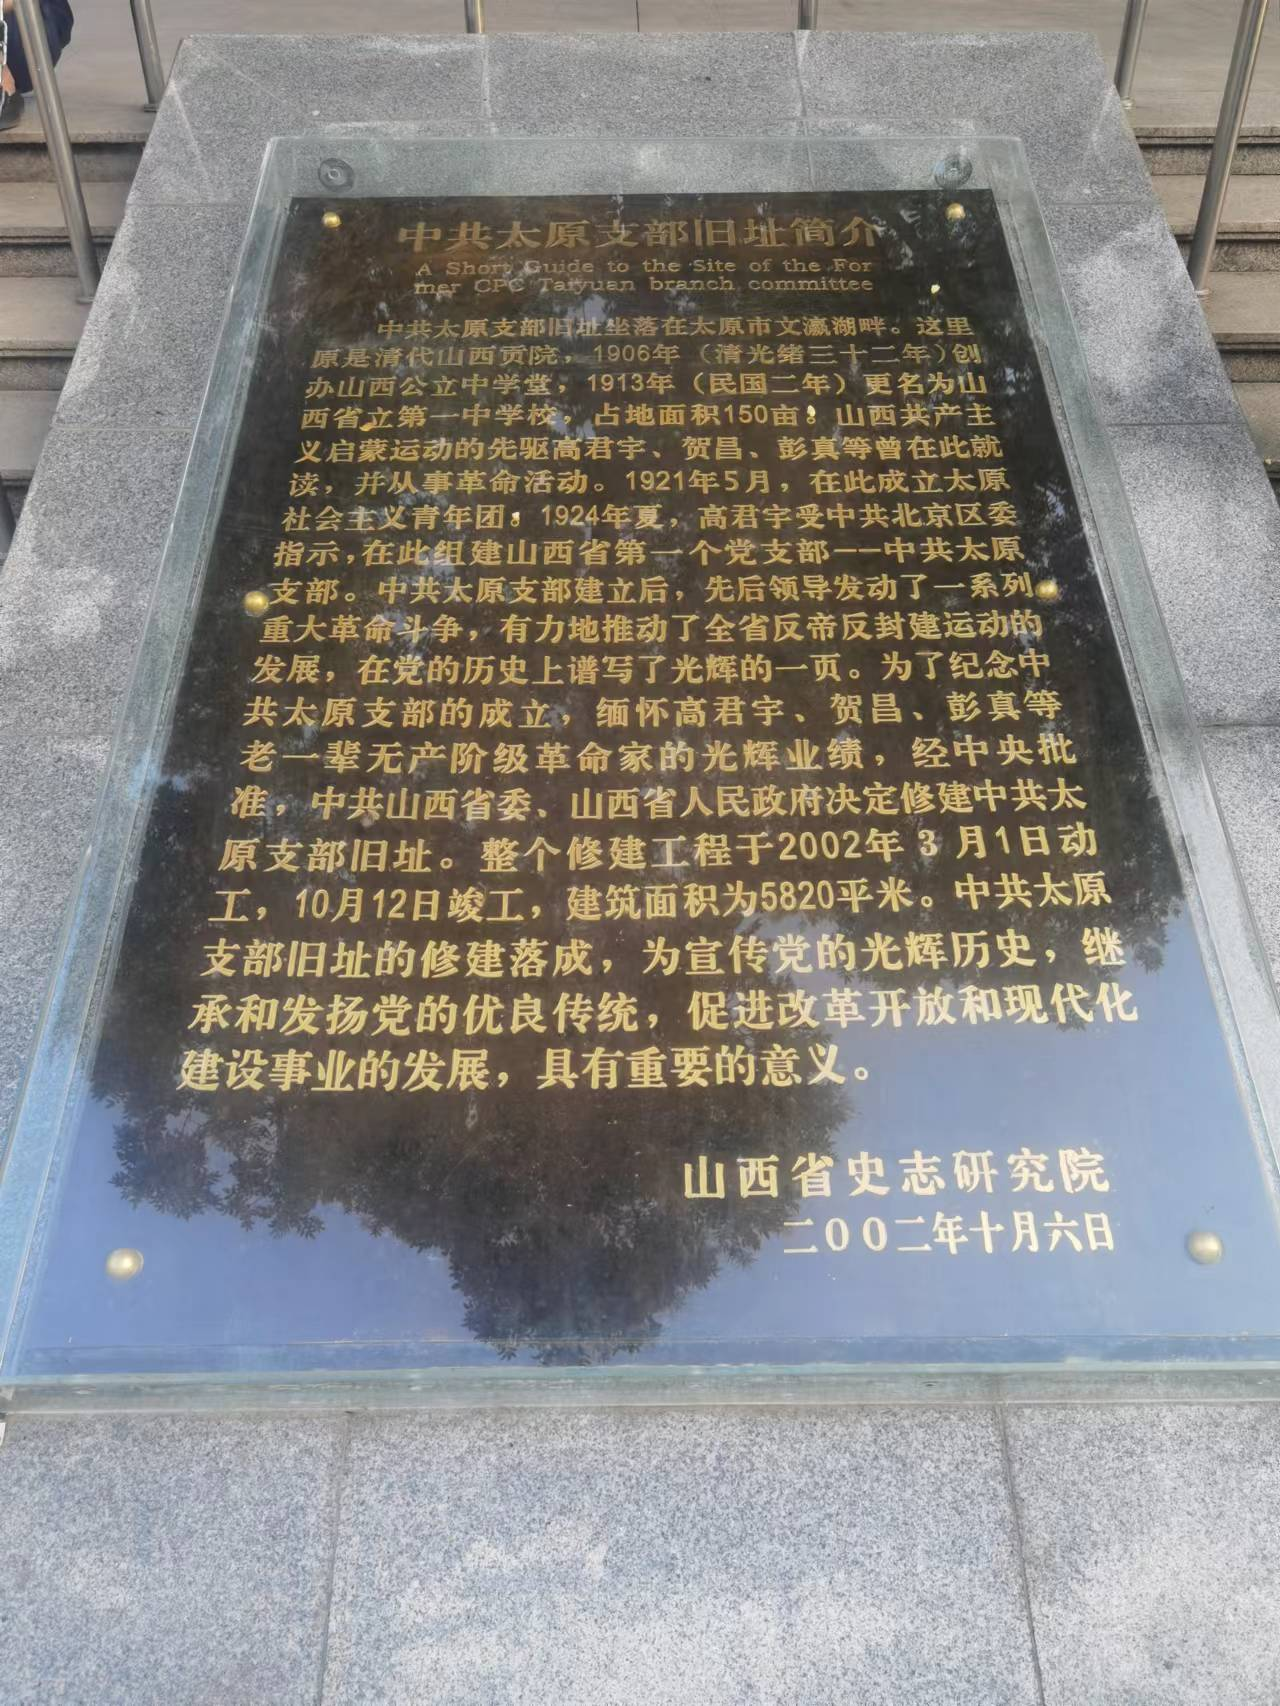 中共太原支部旧址简介
A Short Guide to the Site of the For
mer CPC Taiyuan branch committee
中共太原支部旧址坐落在太原市文瀛湖畔。这里
原是清代山西贡院，1906年（清光绪三十二年）创
办山西公立中学堂，1913年（民国二年）更名为山
西省立第一中学校，占地面积150亩。山西共产主
义启蒙运动的先驱高君宇、贺昌、彭真等曾在此就
读，并从事革命活动。1921年5月，在此成立太原
社会主义青年团。1924年夏，高君宇受中共北京区委
指示，在此组建山西省第一个党支部--中共太原
支部。中共太原支部建立后，先后领导发动了一系列
重大革命斗争，有力地推动了全省反帝反封建运动的
发展，在党的历史上谱写了光辉的一页。为了纪念中
共太原支部的成立，缅怀高君宇、贺昌、彭真等
老一辈无产阶级革命家的光辉业绩，经中央批
准，中共山西省委、山西省人民政府决定修建中共太
原支部旧址。整个修建工程于2002年3月1日动
工，10月12日竣工，建筑面积为5820平米。中共太原
支部旧址的修建落成，为宣传党的光辉历史，继
承和发扬党的优良传统，促进改革开放和现代化
建设事业的发展，具有重要的意义。
山西省史志研究院
二00二年十月六日